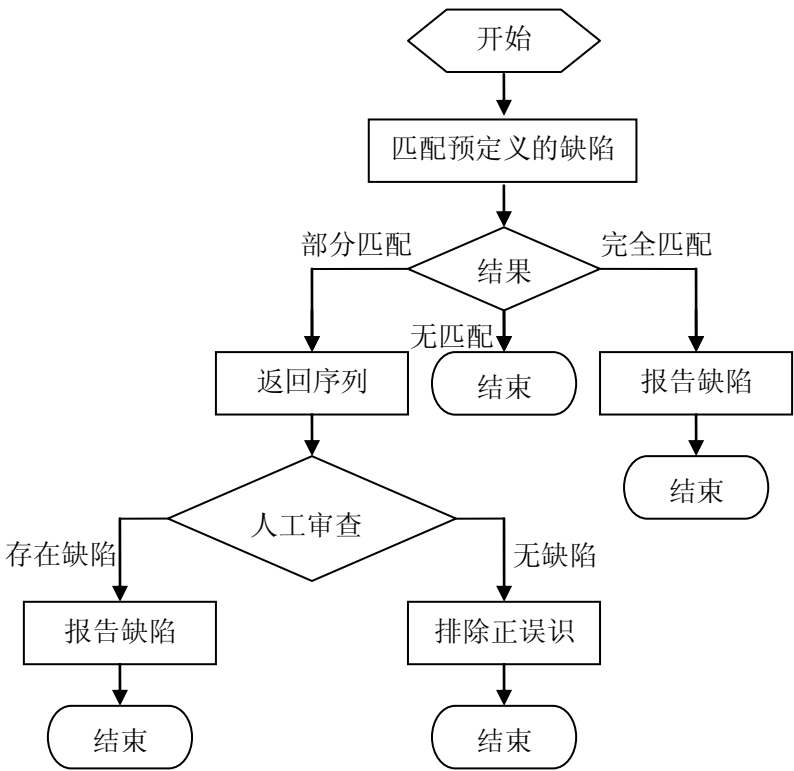 开始
匹配预定义的缺陷
部分匹配
完全匹配
结果
无匹配
返回序列
结束
报告缺陷
结束
人工审查
存在缺陷
无缺陷
报告缺陷
排除正误识
结束
结束